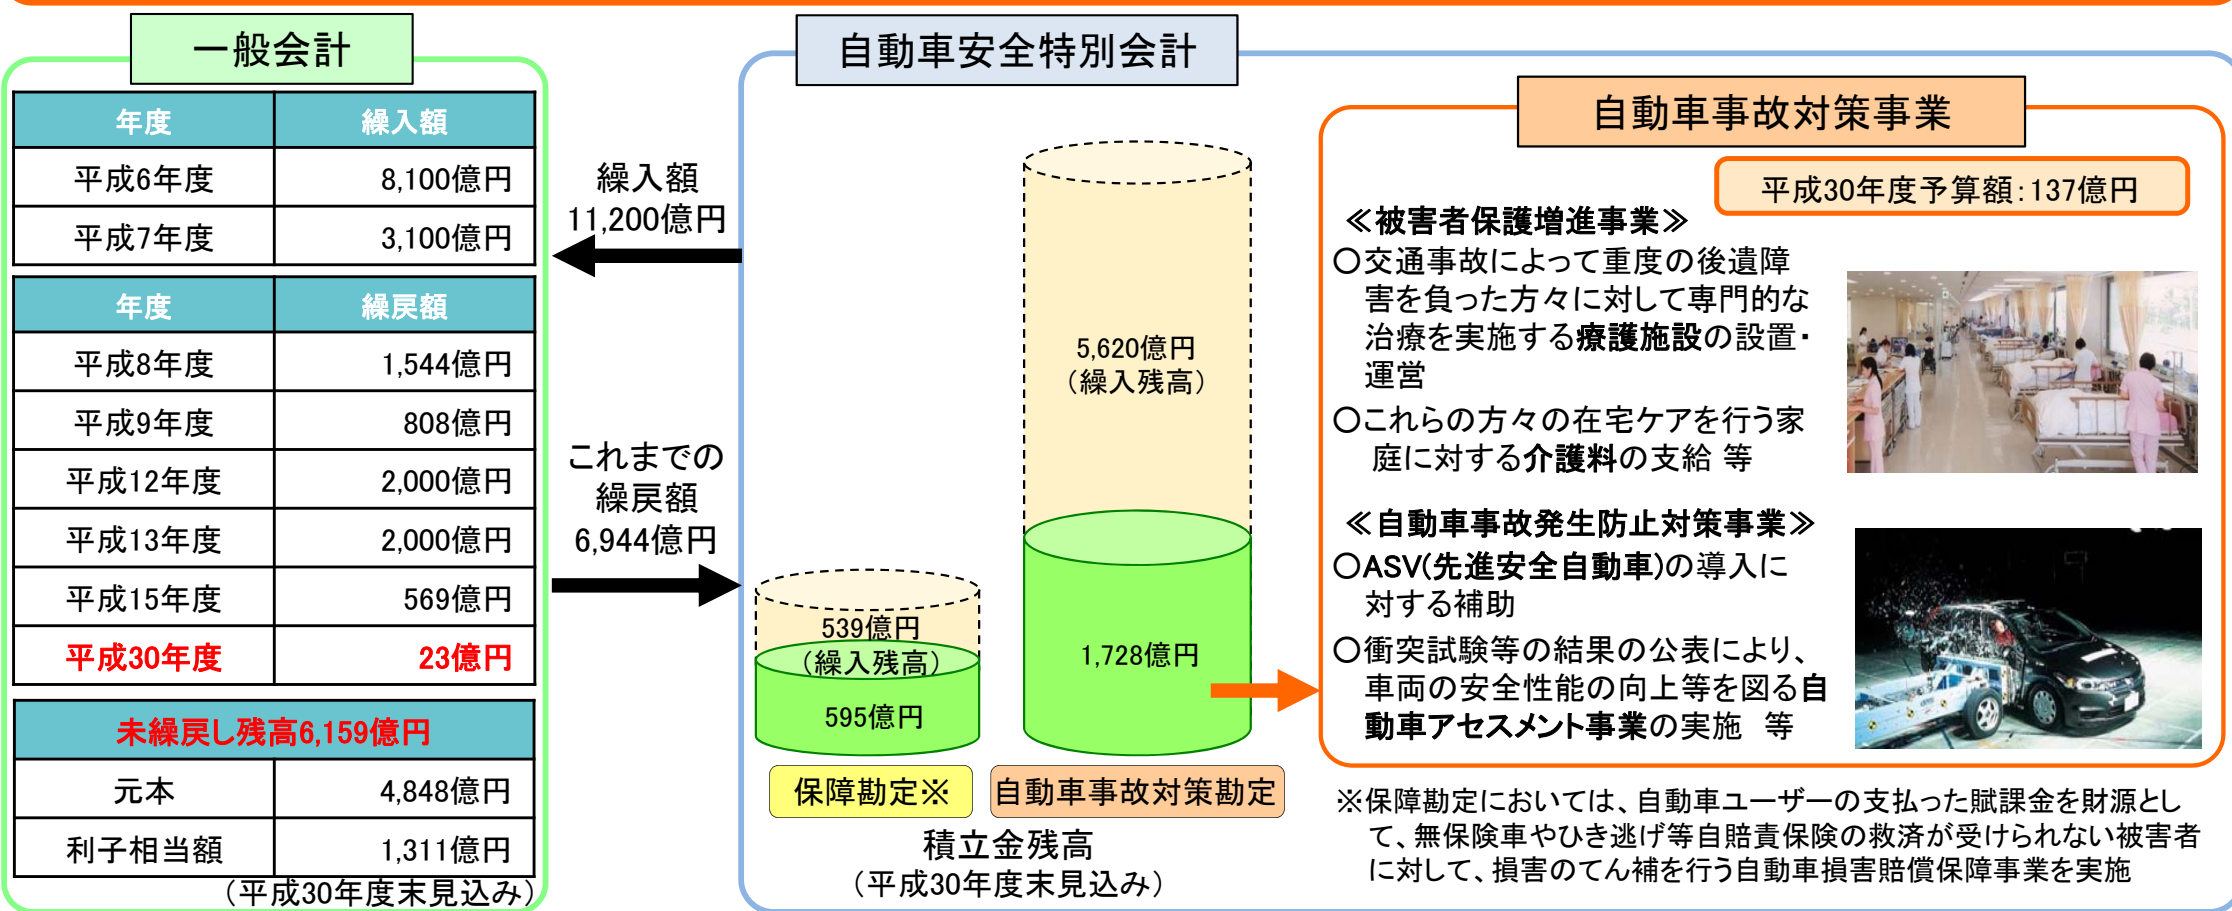 一般会計
年度 繰入額
平成6年度 8,100億円
平成7年度 3,100億円
年度 繰戻額
平成8年度 1,544億円
平成9年度 808億円
平成12年度 2,000億円
平成13年度 2,000億円
平成15年度 569億円
平成30年度 23億円
未繰戻し残高6,159億円
元本 4,848億円
利子相当額 1,311億円
（平成30年度末見込み）
繰入額
11,200億円
これまでの
繰戻額
6,944億円
自動車安全特別会計
539億円
（繰入残高）
595億円
5,620億円
（繰入残高）
1,728億円
保障勘定※
自動車事故対策勘定
積立金残高
（平成30年度末見込み）
自動車事故対策事業
平成30年度予算額：137億円
≪被害者保護増進事業≫
○交通事故によって重度の後遺障
害を負った方々に対して専門的な
治療を実施する療護施設の設置・
運営
○これらの方々の在宅ケアを行う家
庭に対する介護料の支給 等
≪自動車事故発生防止対策事業≫
○ASV(先進安全自動車)の導入に
対する補助
○衝突試験等の結果の公表により、
車両の安全性能の向上等を図る自
動車アセスメント事業の実施 等
※保障勘定においては、自動車ユーザーの支払った賦課金を財源とし
て、無保険車やひき逃げ等自賠責保険の救済が受けられない被害者
に対して、損害のてん補を行う自動車損害賠償保障事業を実施